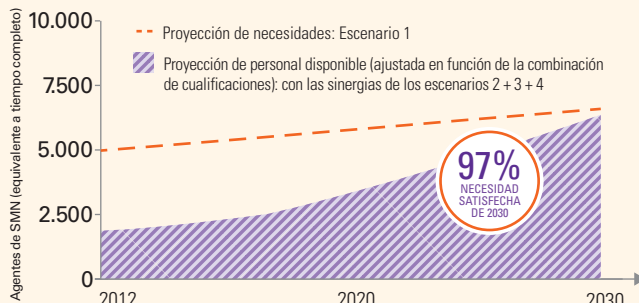 Agentes de SMN (equivalente a tiempo completo)
10.000
7.500
5.000
2.500
0
Proyección de necesidades: Escenario 1
Proyección de personal disponible (ajustada en función de la combinación
de cualificaciones): con las sinergias de los escenarios 2 + 3 + 4
97%
NECESIDAD
SATISFECHA
DE 2030
2012
2020
2030